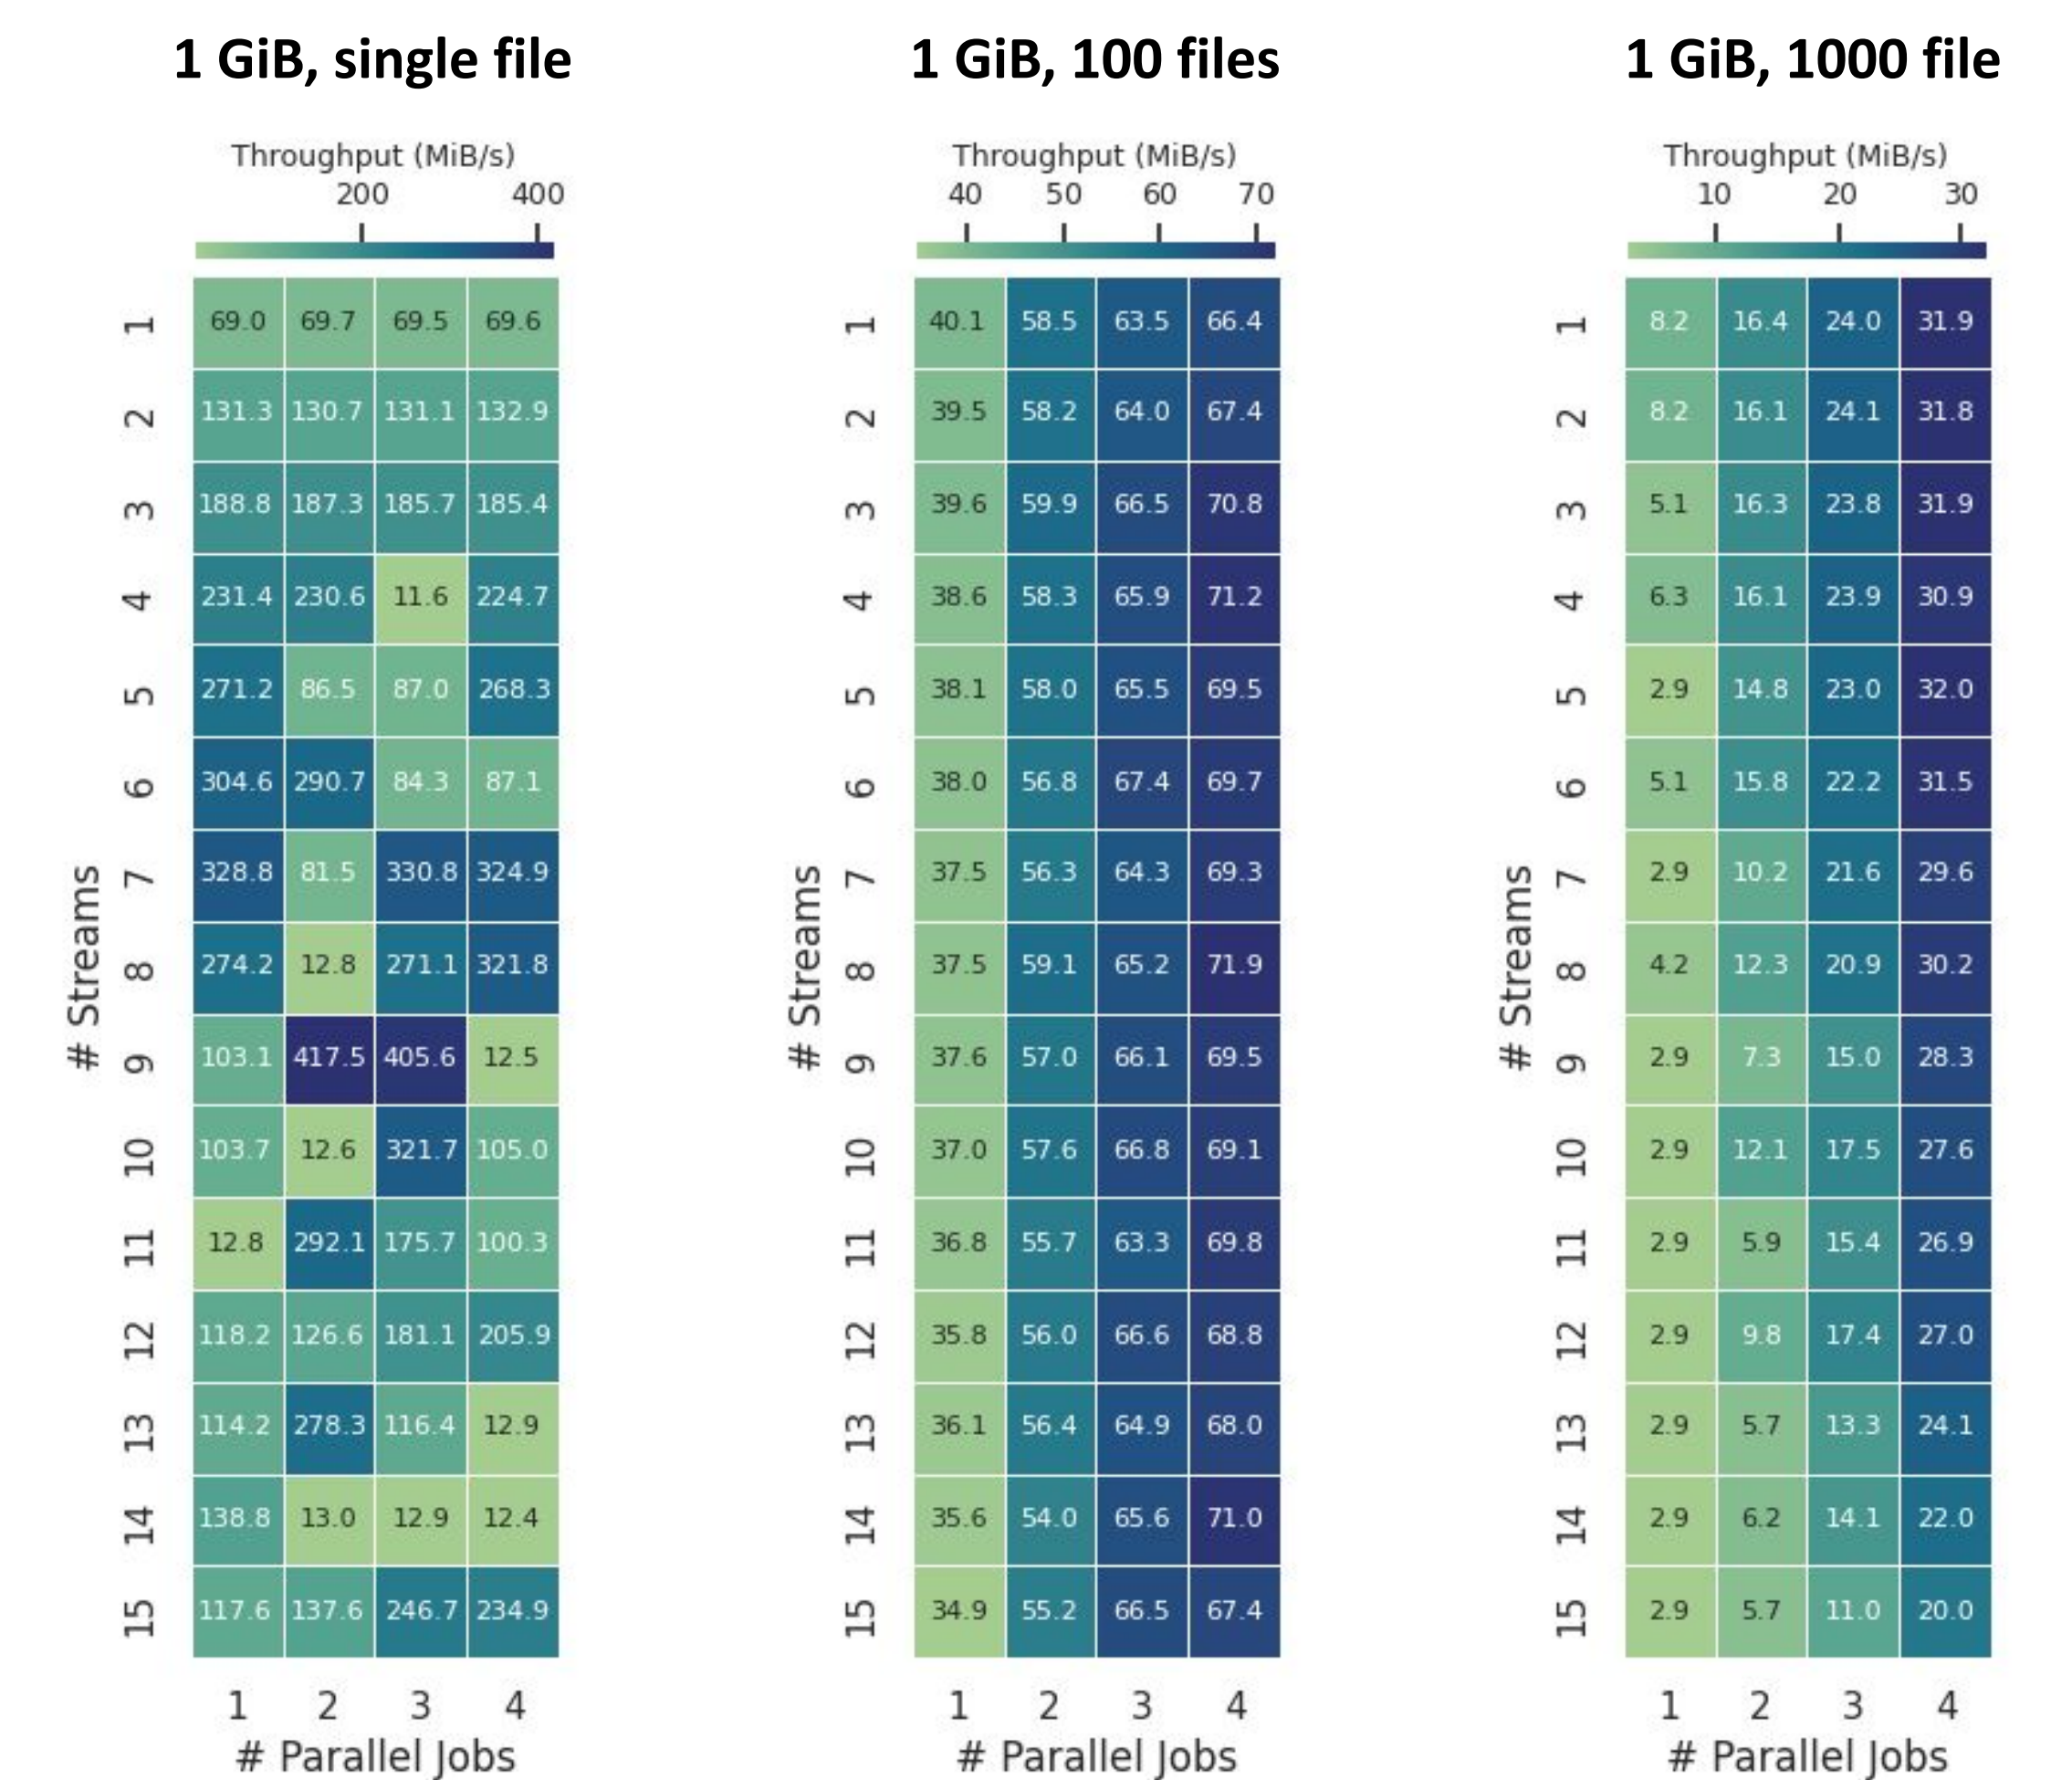 1 GiB, single file
Throughput (MiB/s)
200 400
1 69.0 69.7 69.5 69.6
2 131.3 130.7 131.1 132.9
3 188.8 187.3 185.7 185.4
4 231.4 230.6 11.6 224.7
5 271.2 86.5 87.0 268.3
6 304.6 290.7 84.3 87.1
7 328.8 81.5 330.8 324.9
8 274.2 12.8 271.1 321.8
9 103.1 417.5 405.6 12.5
10 103.7 12.6 321.7 105.0
11 12.8 292.1 175.7 100.3
12 118.2 126.6 181.1 205.9
13 114.2 278.3 116.4 12.9
14 138.8 13.0 12.9 12.4
15 117.6 137.6 246.7 234.9
# Streams
1 2 3 4
# Parallel Jobs
1 GiB, 100 files
Throughput (MiB/s)
40 50 60 70
1 40.1 58.5 63.5 66.4
2 39.5 58.2 64.0 67.4
3 39.6 59.9 66.5 70.8
4 38.6 58.3 65.9 71.2
5 38.1 58.0 65.5 69.5
6 38.0 56.8 67.4 69.7
7 37.5 56.3 64.3 69.3
8 37.5 59.1 65.2 71.9
9 37.6 57.0 66.1 69.5
10 37.0 57.6 66.8 69.1
11 36.8 55.7 63.3 69.8
12 35.8 56.0 66.6 68.8
13 36.1 56.4 64.9 68.0
14 35.6 54.0 65.6 71.0
15 34.9 55.2 66.5 67.4
# Streams
1 2 3 4
# Parallel Jobs
1 GiB, 1000 file
Throughput (MiB/s)
10 20 30
1 8.2 16.4 24.0 31.9
2 8.2 16.1 24.1 31.8
3 5.1 16.3 23.8 31.9
4 6.3 16.1 23.9 30.9
5 2.9 14.8 23.0 32.0
6 5.1 15.8 22.2 31.5
7 2.9 10.2 21.6 29.6
8 4.2 12.3 20.9 30.2
9 2.9 7.3 15.0 28.3
10 2.9 12.1 17.5 27.6
11 2.9 5.9 15.4 26.9
12 2.9 9.8 17.4 27.0
13 2.9 5.7 13.3 24.1
14 2.9 6.2 14.1 22.0
15 2.9 5.7 11.0 20.0
# Streams
1 2 3 4
# Parallel Jobs